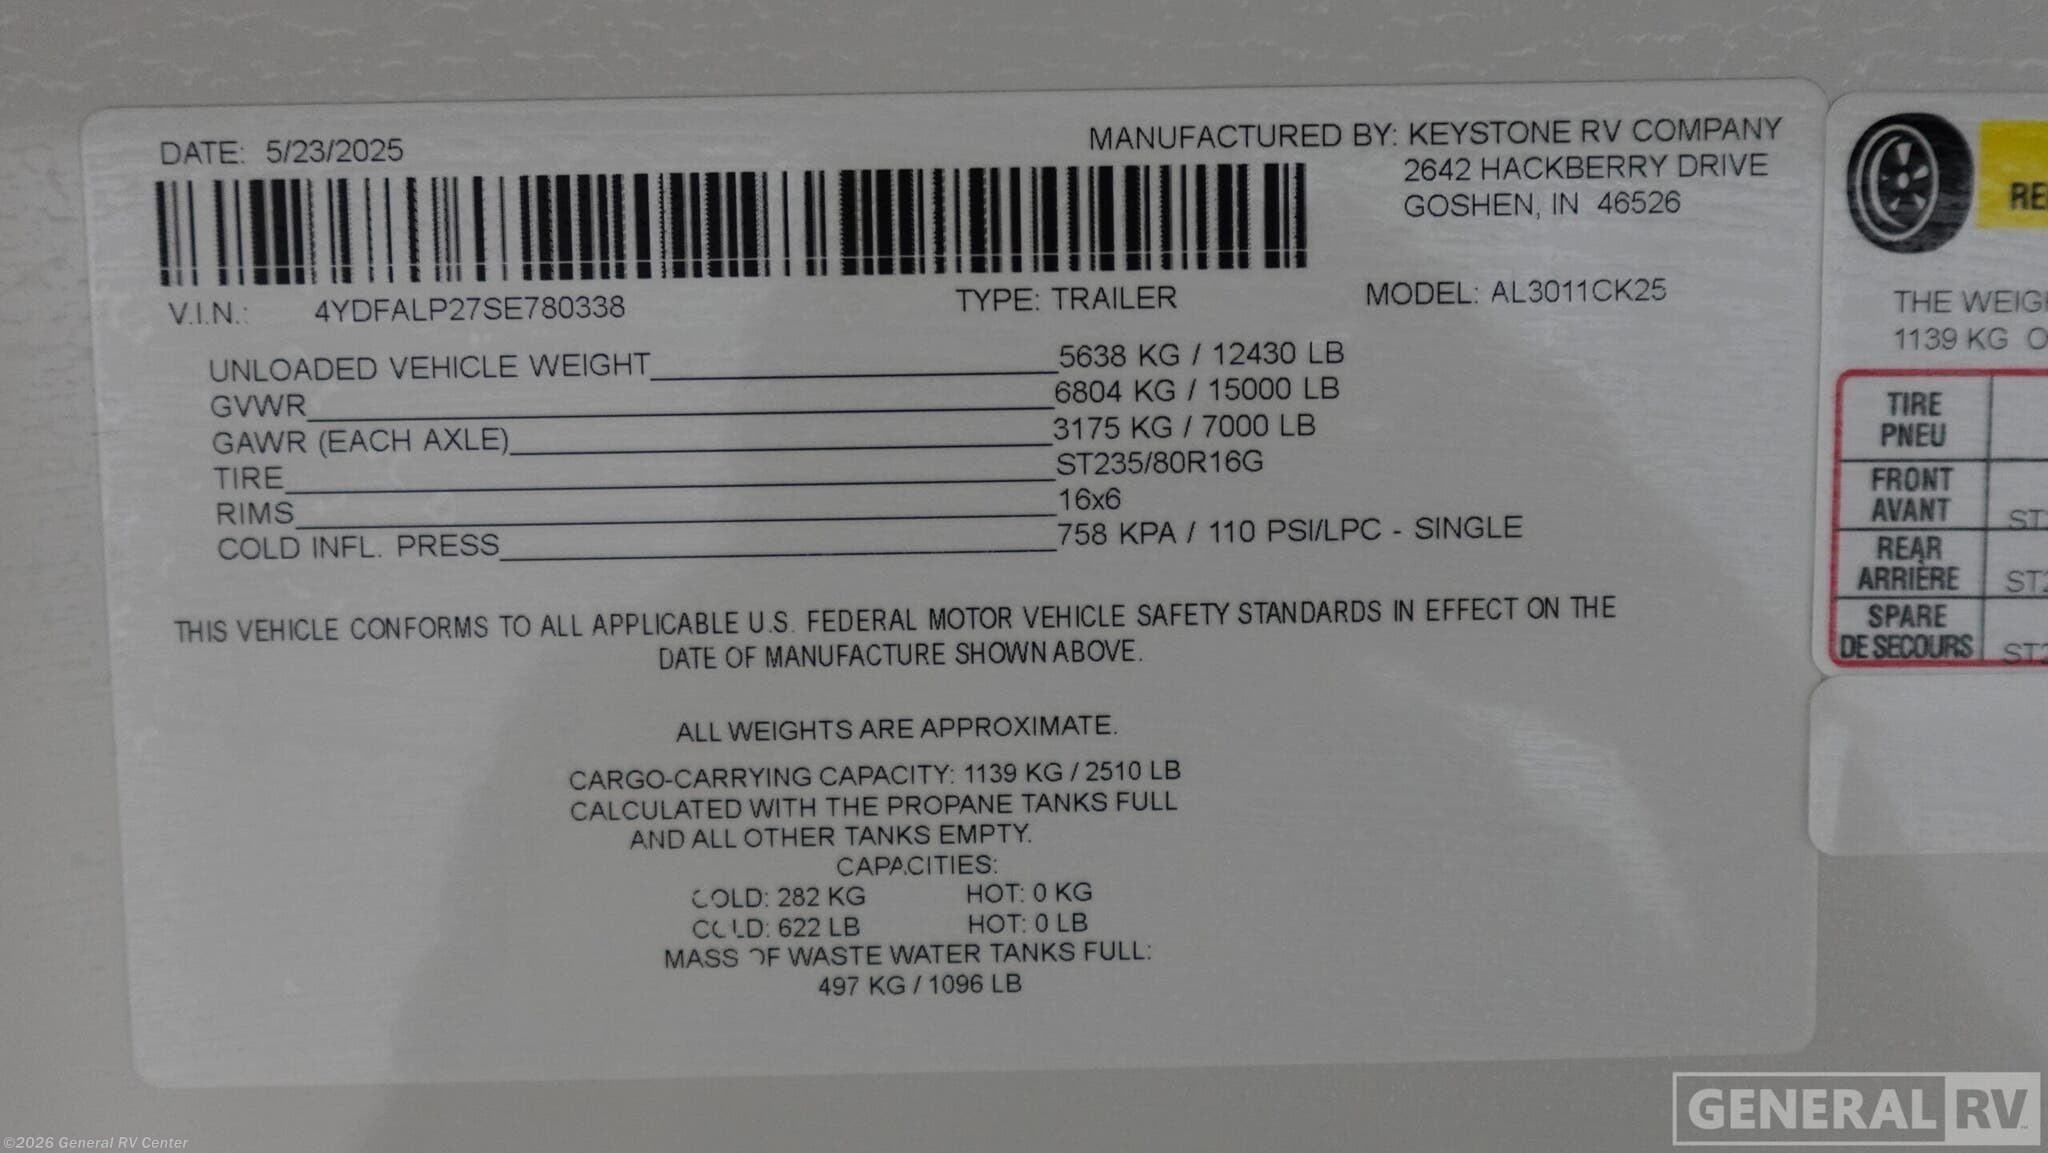 DATE: 5/23/2025
MANUFACTURED BY: KEYSTONE RV COMPANY
2642 HACKBERRY DRIVE
GOSHEN, IN 46526
V.I.N.: 4YDFALP27SE780338
TYPE: TRAILER
MODEL: AL3011CK25
UNLOADED VEHICLE WEIGHT 5638 KG / 12430 LB
GVWR 6804 KG / 15000 LB
GAWR (EACH AXLE) 3175 KG / 7000 LB
TIRE ST235/80R16G
RIMS 16x6
COLD INFL. PRESS 758 KPA / 110 PSI/LPC - SINGLE
THIS VEHICLE CONFORMS TO ALL APPLICABLE U.S. FEDERAL MOTOR VEHICLE SAFETY STANDARDS IN EFFECT ON THE
DATE OF MANUFACTURE SHOWN ABOVE.
ALL WEIGHTS ARE APPROXIMATE.
CARGO-CARRYING CAPACITY: 1139 KG / 2510 LB
CALCULATED WITH THE PROPANE TANKS FULL
AND ALL OTHER TANKS EMPTY.
CAPACITIES:
COLD: 282 KG HOT: 0 KG
COLD: 622 LB HOT: 0 LB
MASS OF WASTE WATER TANKS FULL:
497 KG / 1096 LB
THE
1139 KG
TIRE
PNEU
FRONT
AVANT
REAR
ARRIÈRE
SPARE
DE SECOURS
GENERAL RV
©2026 General RV Center